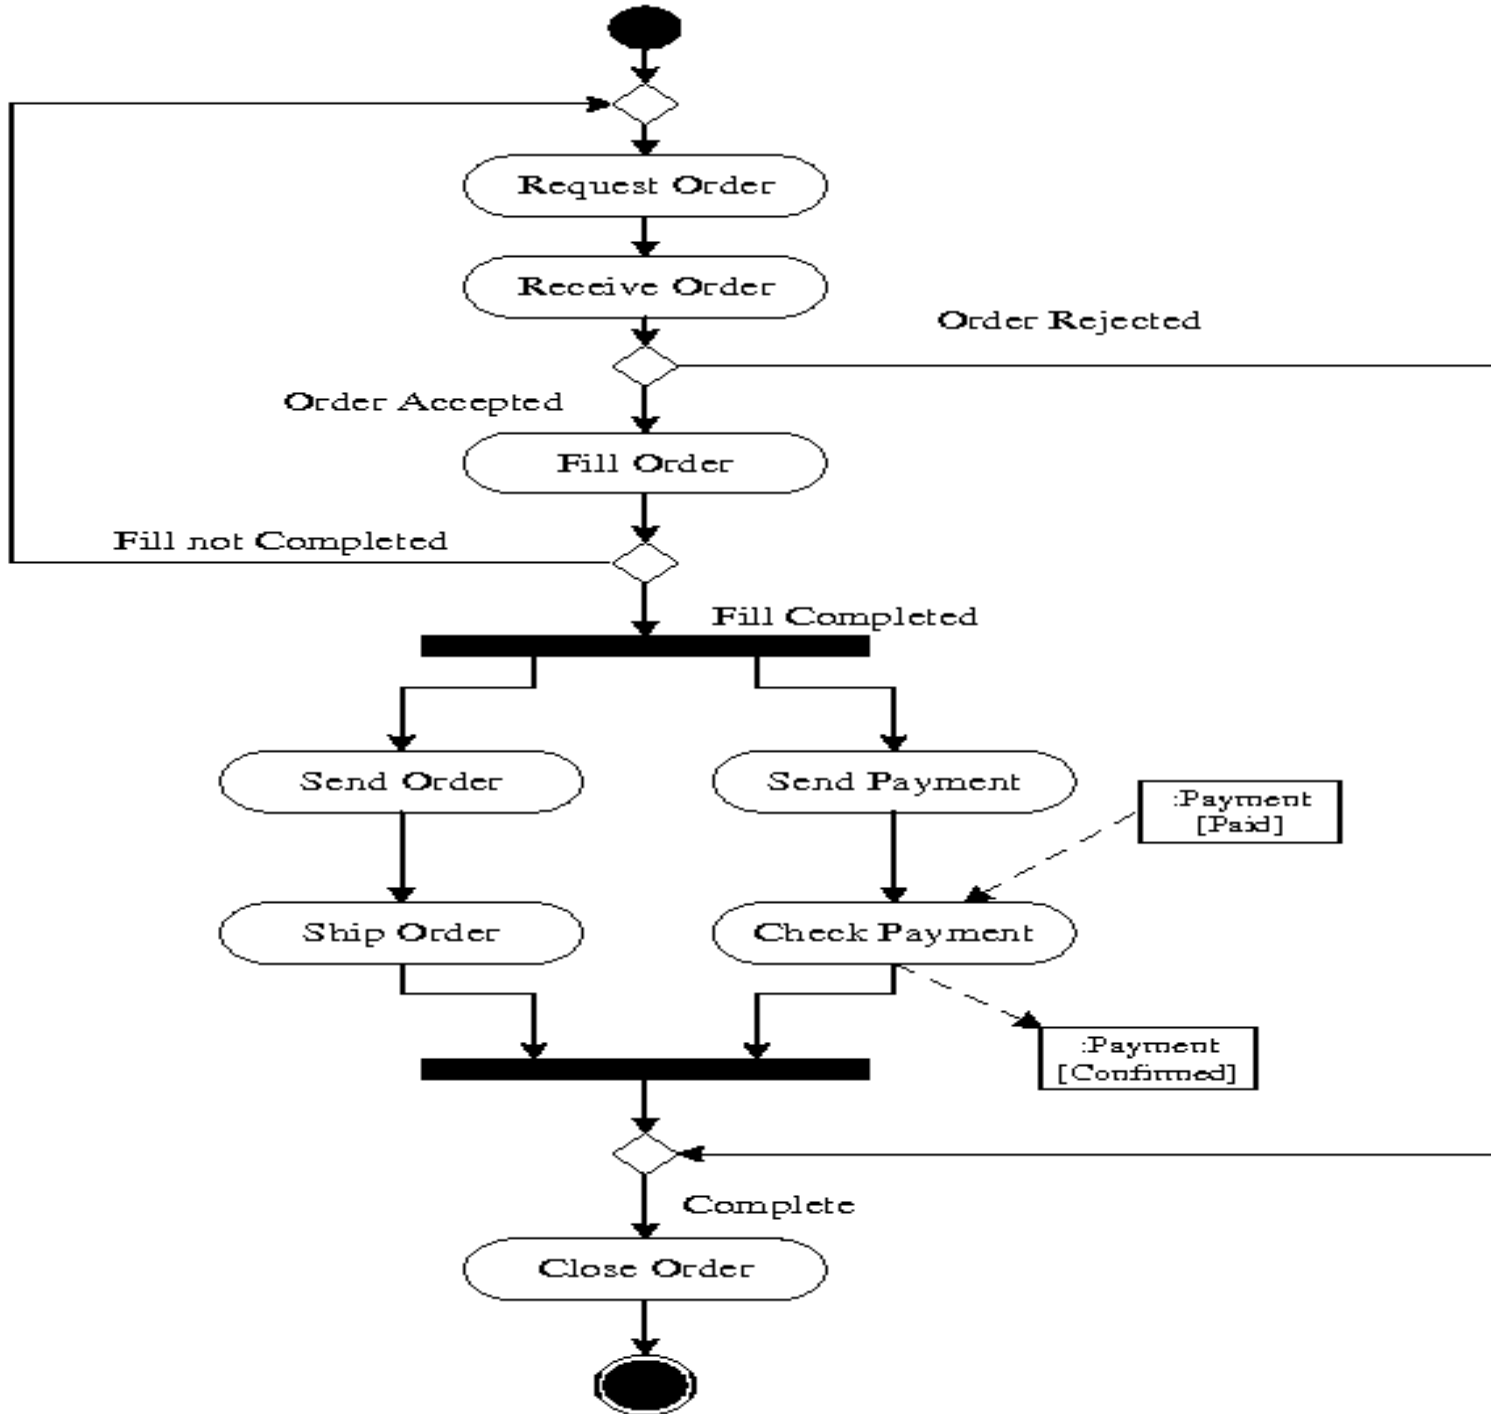 Request Order
Receive Order
Order Rejected
Order Accepted
Fill Order
Fill not Completed
Fill Completed
Send Order
Send Payment
:Payment
[Paid]
Ship Order
Check Payment
:Payment
[Confirmed]
Complete
Close Order